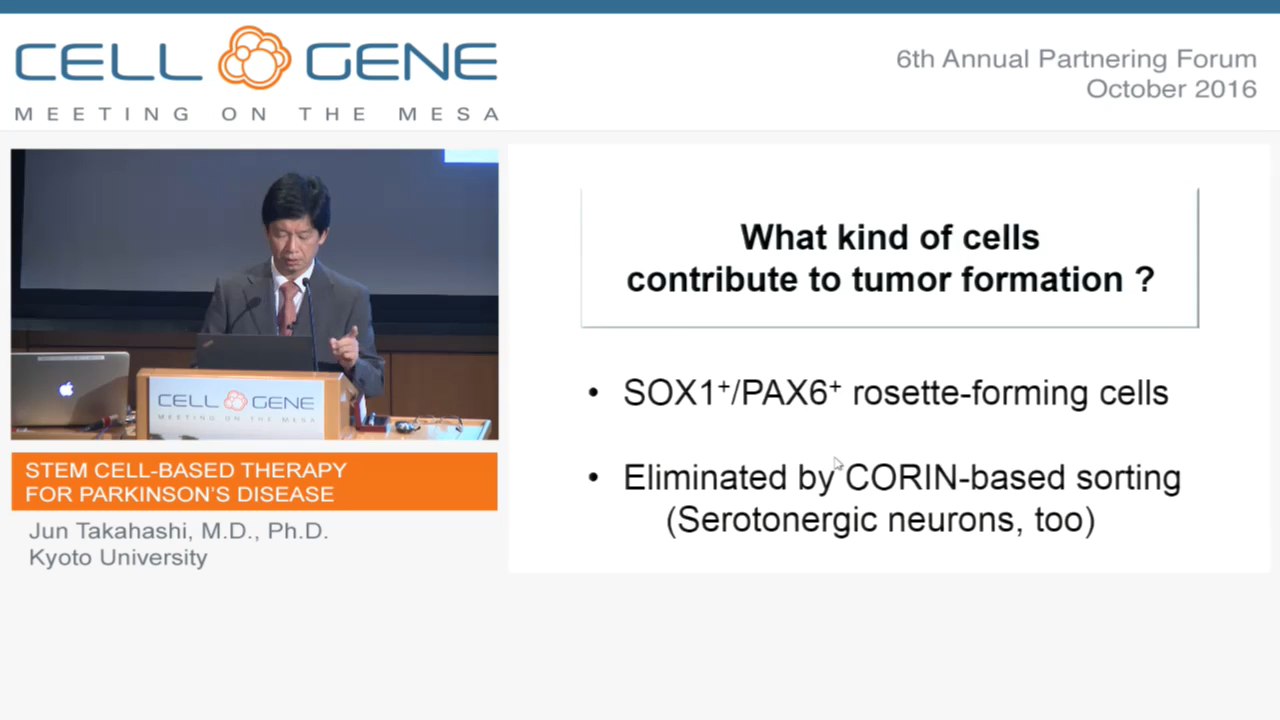 CELL GENE
MEETING ON THE MESA
6th Annual Partnering Forum
October 2016
CELL GENE
MEETING ON THE MESA
STEM CELL-BASED THERAPY
FOR PARKINSON'S DISEASE
Jun Takahashi, M.D., Ph.D.
Kyoto University
What kind of cells
contribute to tumor formation ?
• SOX1⁺/PAX6⁺ rosette-forming cells
• Eliminated by CORIN-based sorting
(Serotonergic neurons, too)